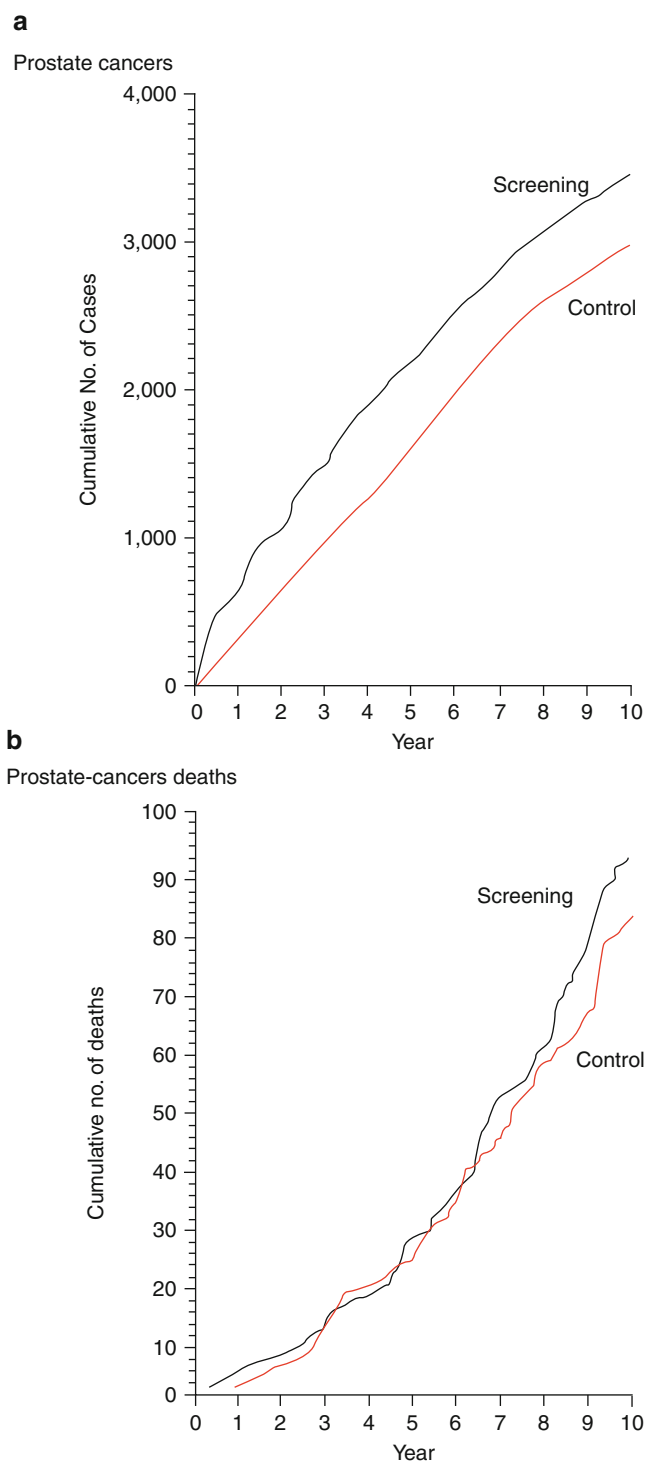 a
Prostate cancers
4,000
3,000
2,000
1,000
0
Cumulative No. of Cases
Screening
Control
0 1 2 3 4 5 6 7 8 9 10
Year
b
Prostate-cancers deaths
100
90
80
70
60
50
40
30
20
10
0
Cumulative no. of deaths
Screening
Control
0 1 2 3 4 5 6 7 8 9 10
Year